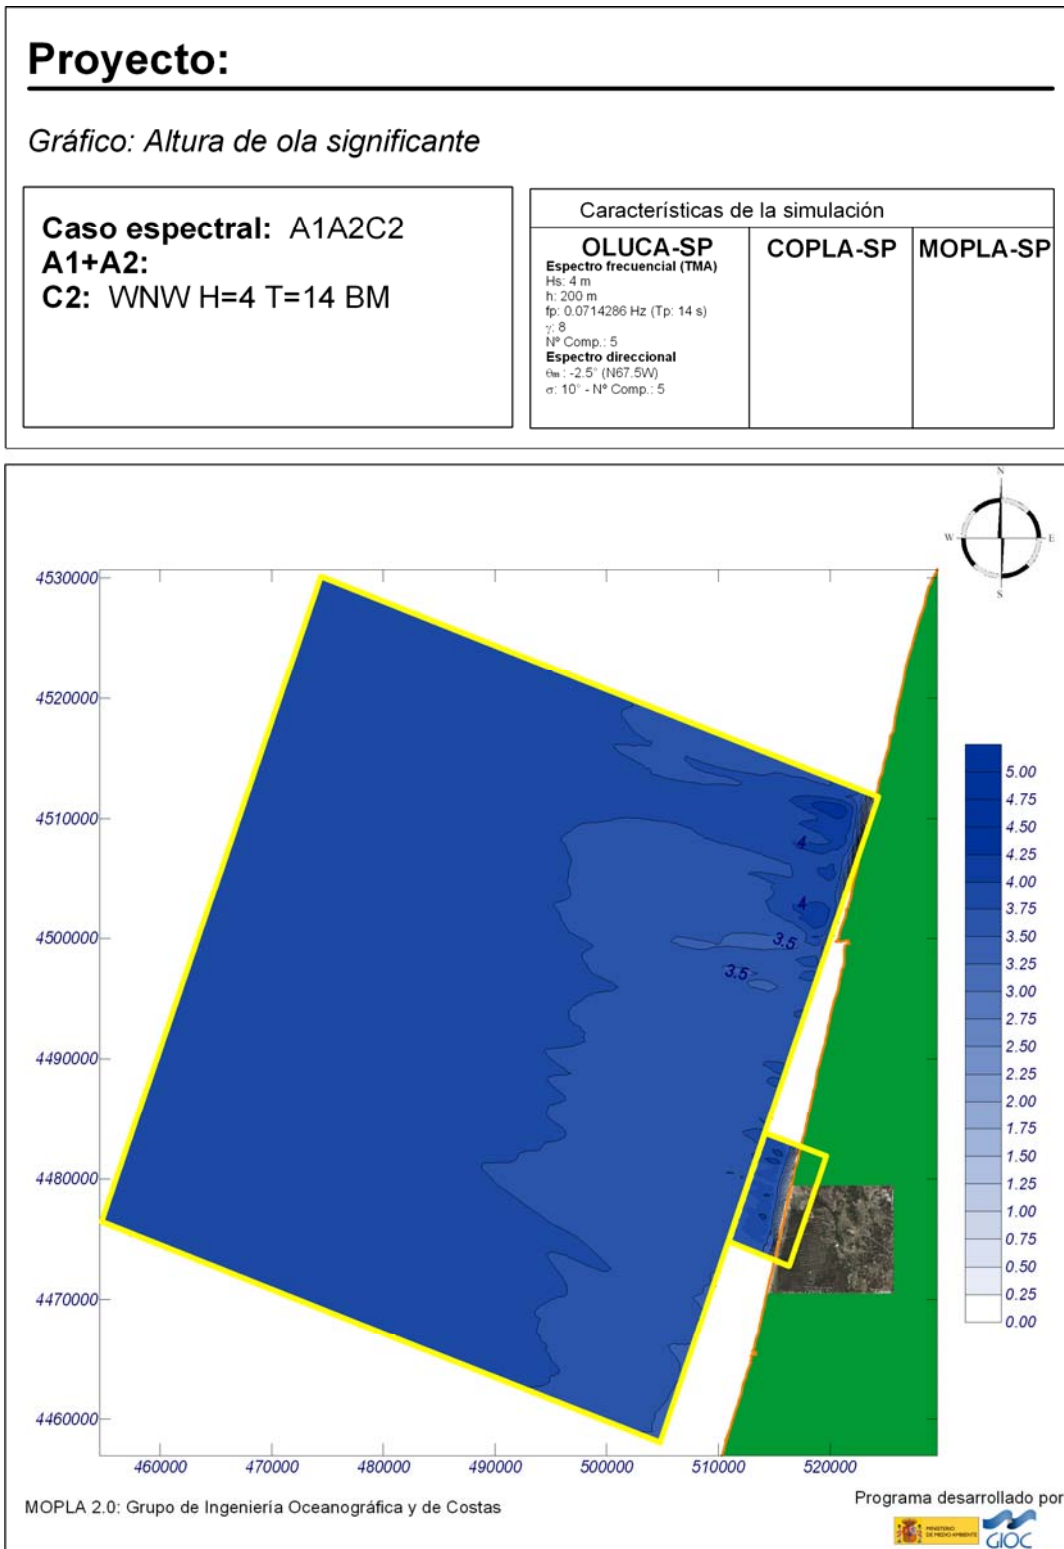 Proyecto:
Gráfico: Altura de ola significante
Caso espectral: A1A2C2
A1+A2:
C2: WNW H=4 T=14 BM
Características de la simulación
OLUCA-SP
Espectro frecuencial (TMA)
Hs: 4 m
h: 200 m
fp: 0.0714286 Hz (Tp: 14 s)
γ: 8
Nº Comp.: 5
Espectro direccional
θm : -2.5° (N67.5W)
σ: 10° - Nº Comp.: 5
COPLA-SP
MOPLA-SP
N
W
E
S
4530000
4520000
4510000
4500000
4490000
4480000
4470000
4460000
460000
470000
480000
490000
500000
510000
520000
4
4
3.5
3.5
5.00
4.75
4.50
4.25
4.00
3.75
3.50
3.25
3.00
2.75
2.50
2.25
2.00
1.75
1.50
1.25
1.00
0.75
0.50
0.25
0.00
MOPLA 2.0: Grupo de Ingeniería Oceanográfica y de Costas
Programa desarrollado por
MINISTERIO
DE MEDIO AMBIENTE
GIOC